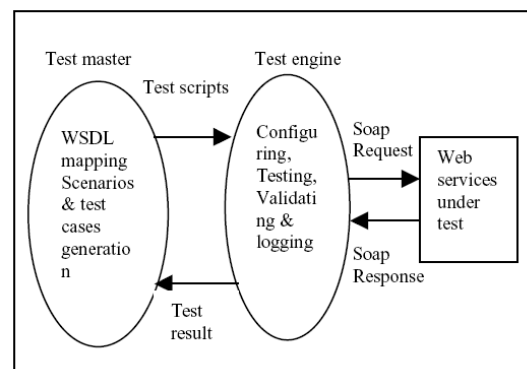 Test master
Test engine
Test scripts
WSDL
mapping
Scenarios
& test
cases
generatio
n
Configu
ring,
Testing,
Validati
ng &
logging
Soap
Request
Web
services
under
test
Soap
Response
Test
result